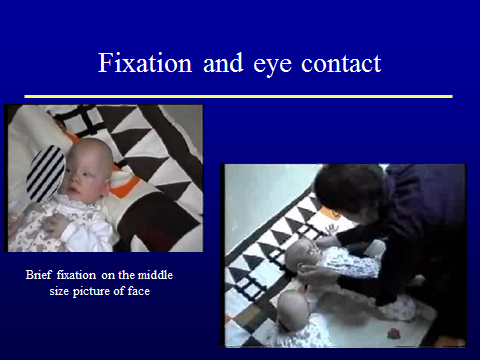 Fixation and eye contact
Brief fixation on the middle
size picture of face